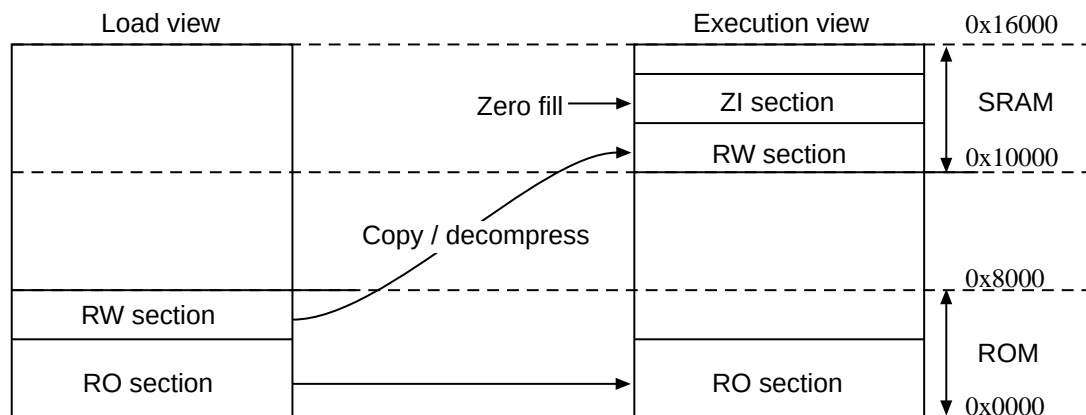 Load view
Execution view
0x16000
Zero fill
ZI section
SRAM
RW section
0x10000
Copy / decompress
0x8000
RW section
ROM
RO section
RO section
0x0000